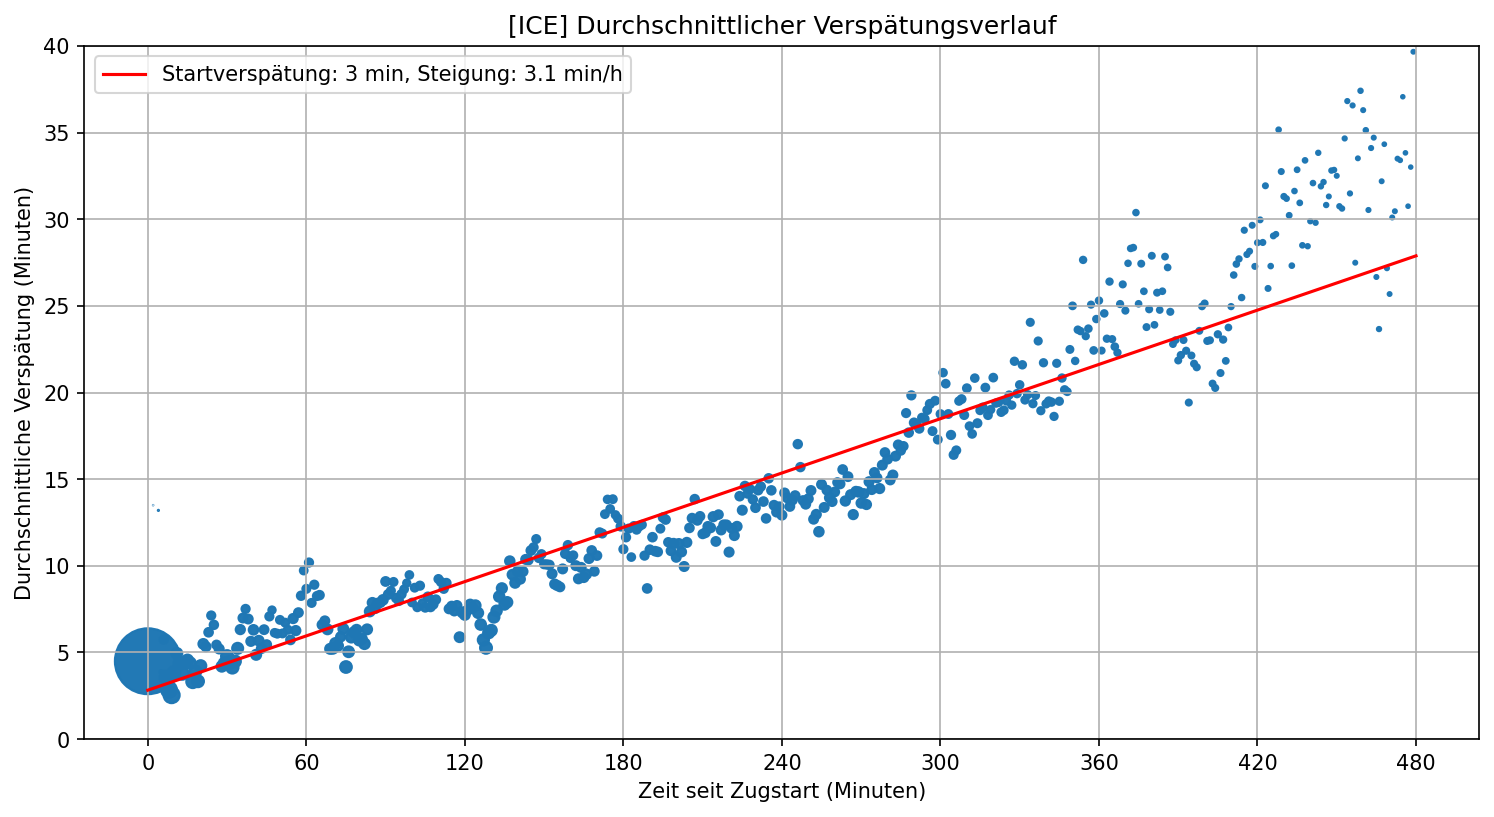 [ICE] Durchschnittlicher Verspätungsverlauf
Startverspätung: 3 min, Steigung: 3.1 min/h
Durchschnittliche Verspätung (Minuten)
40
35
30
25
20
15
10
5
0
0 60 120 180 240 300 360 420 480
Zeit seit Zugstart (Minuten)